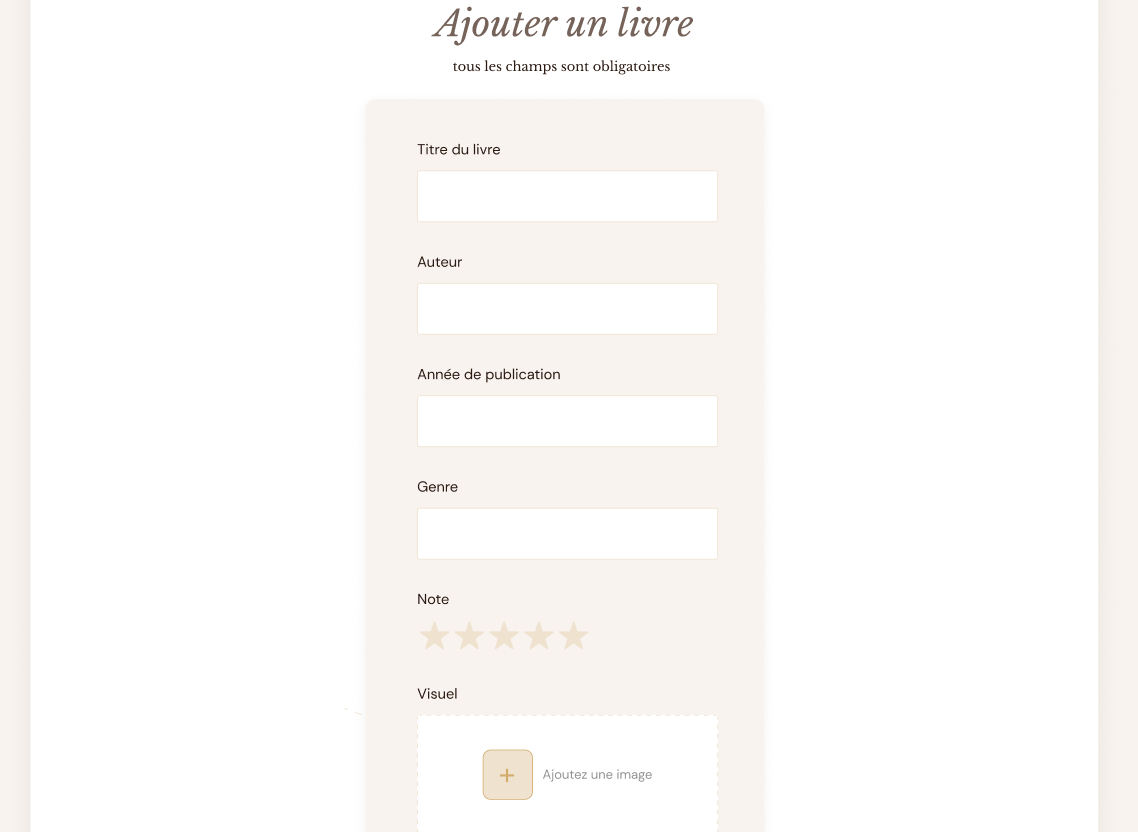 Ajouter un livre
tous les champs sont obligatoires
Titre du livre
Auteur
Année de publication
Genre
Note
Visuel
+ Ajoutez une image